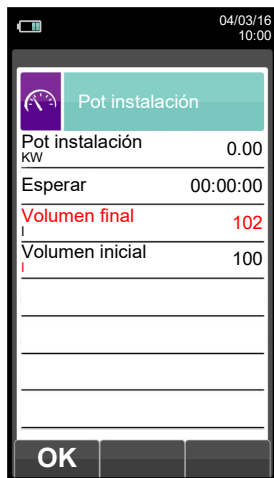 04/03/16
10:00
Pot instalación
Pot instalación 0.00
KW
Esperar 00:00:00
Volumen final 102
l
Volumen inicial 100
l
OK